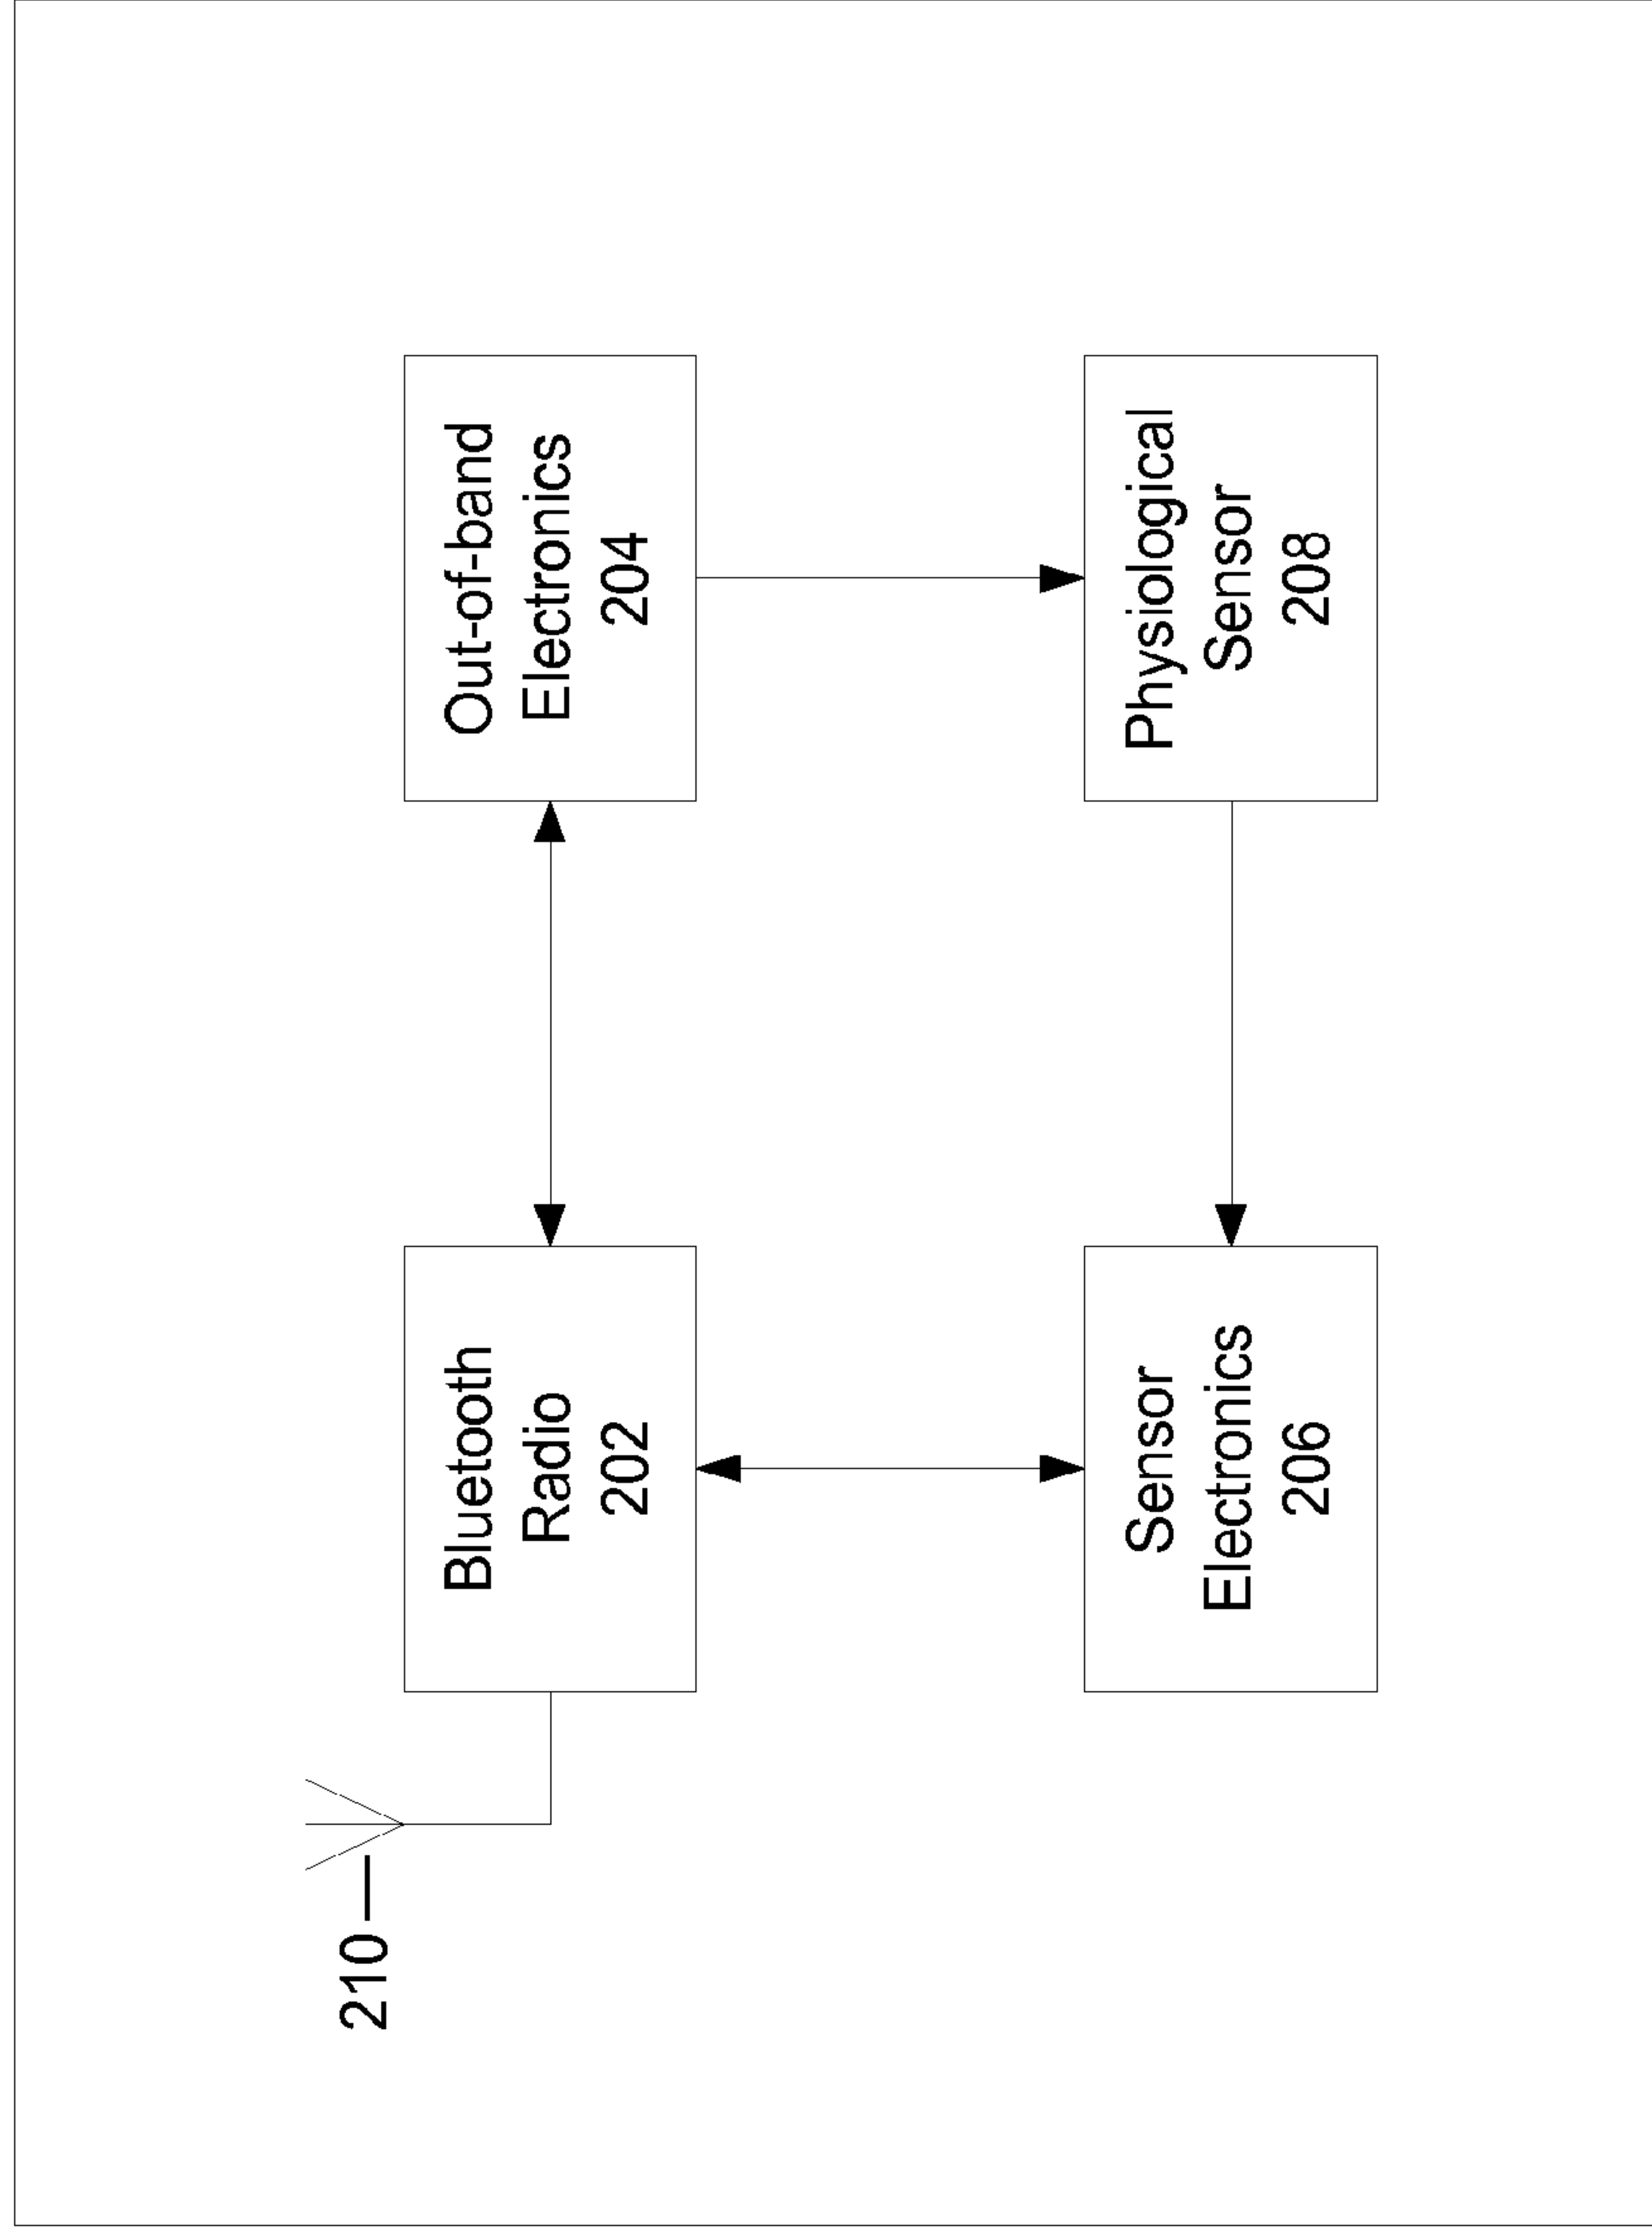 210
Bluetooth
Radio
202
Out-of-band
Electronics
204
Sensor
Electronics
206
Physiological
Sensor
208